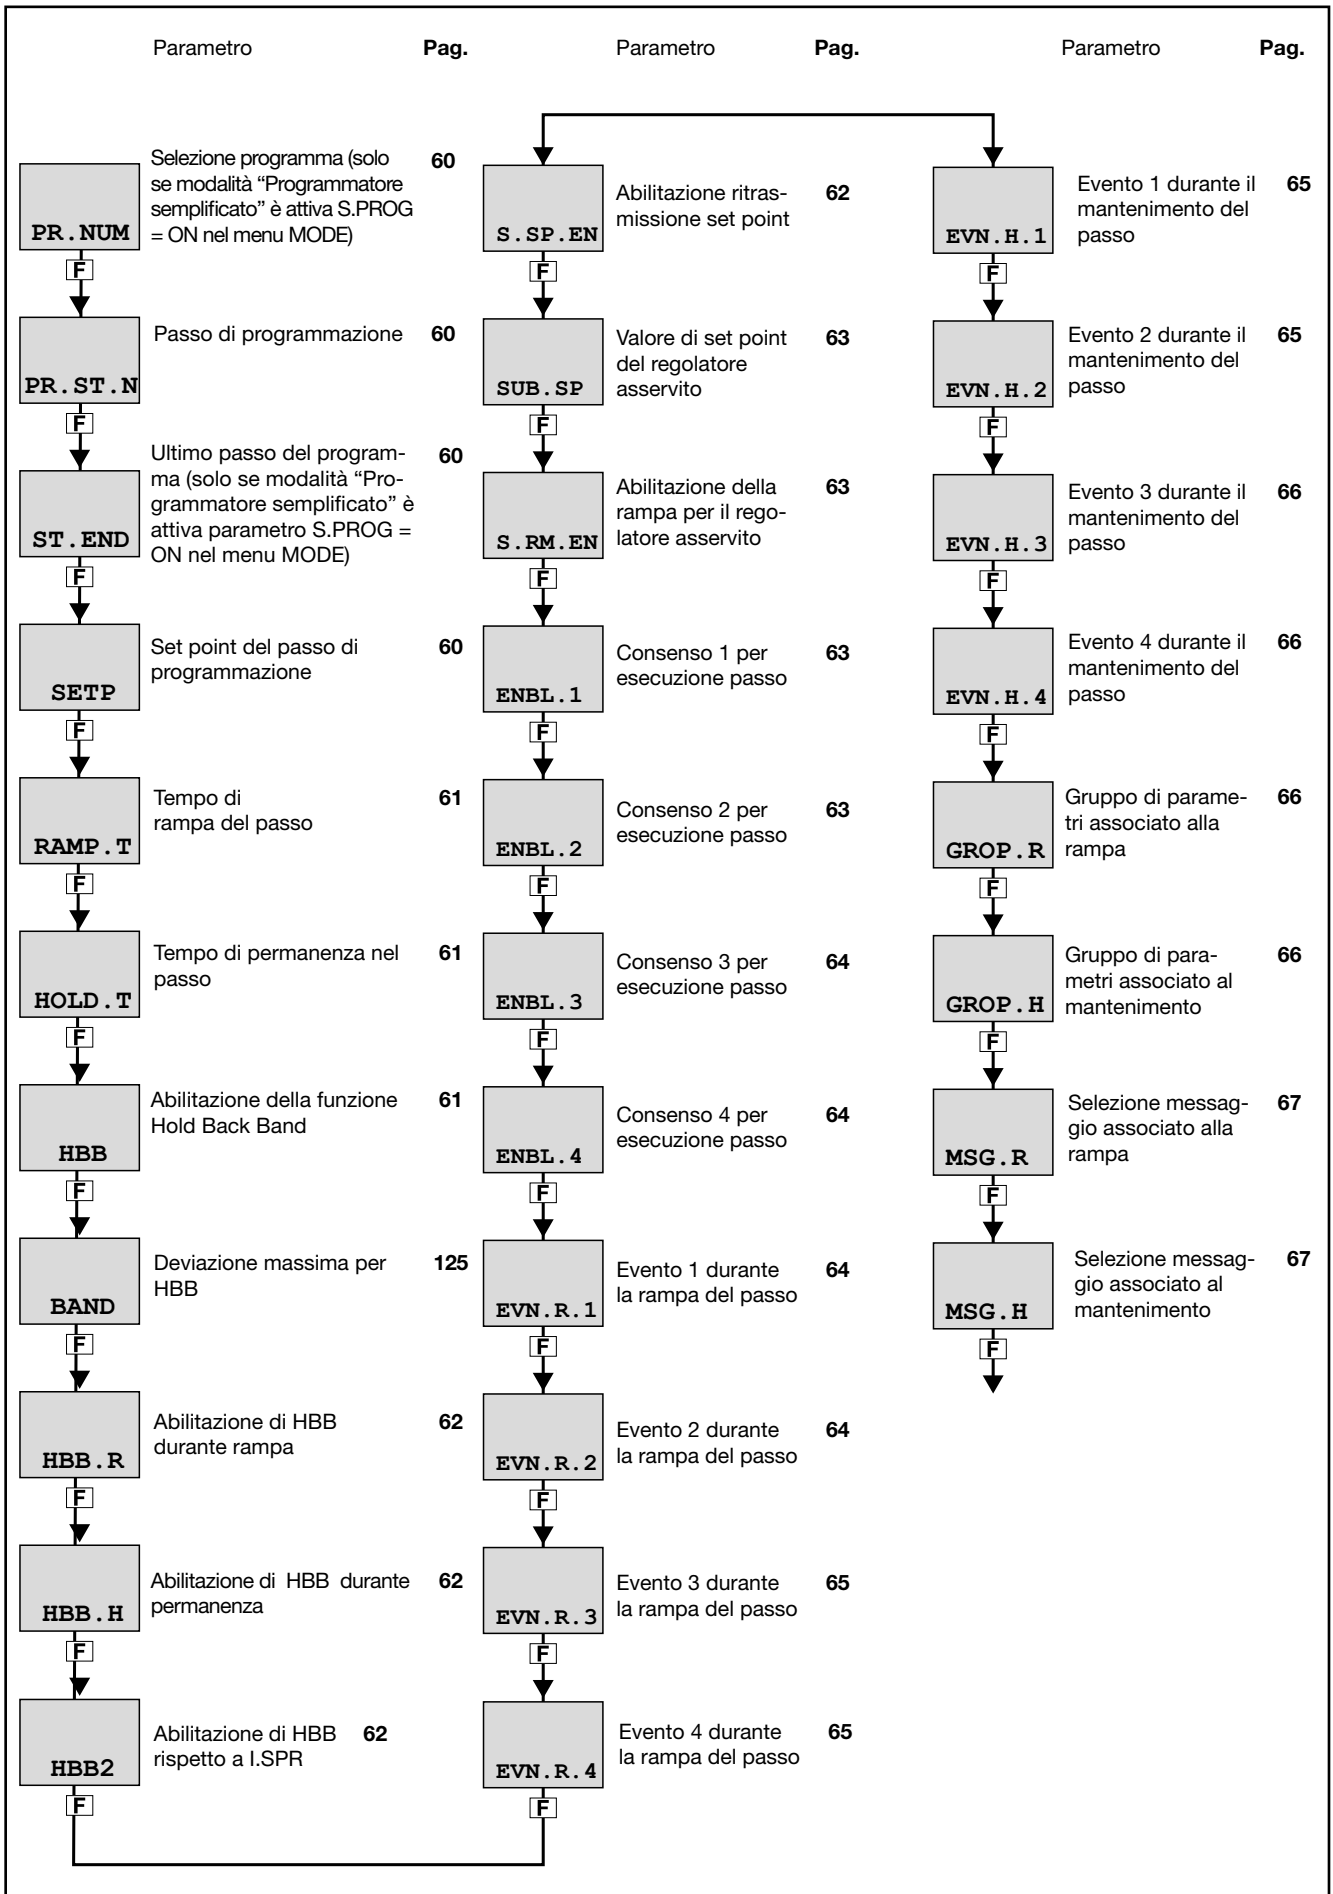 Parametro
Pag.
Parametro
Pag.
Parametro
Pag.
PR.NUM
Selezione programma (solo
se modalità “Programmatore
semplificato” è attiva S.PROG
= ON nel menu MODE)
60
F
PR.ST.N
Passo di programmazione
60
F
ST.END
Ultimo passo del program-
ma (solo se modalità “Pro-
grammatore semplificato” è
attiva parametro S.PROG =
ON nel menu MODE)
60
F
SETP
Set point del passo di
programmazione
60
F
RAMP.T
Tempo di
rampa del passo
61
F
HOLD.T
Tempo di permanenza nel
passo
61
F
HBB
Abilitazione della funzione
Hold Back Band
61
F
BAND
Deviazione massima per
HBB
125
F
HBB.R
Abilitazione di HBB
durante rampa
62
F
HBB.H
Abilitazione di HBB durante
permanenza
62
F
HBB2
Abilitazione di HBB
rispetto a I.SPR
62
F
S.SP.EN
Abilitazione ritras-
missione set point
62
F
SUB.SP
Valore di set point
del regolatore
asservito
63
F
S.RM.EN
Abilitazione della
rampa per il rego-
latore asservito
63
F
ENBL.1
Consenso 1 per
esecuzione passo
63
F
ENBL.2
Consenso 2 per
esecuzione passo
63
F
ENBL.3
Consenso 3 per
esecuzione passo
64
F
ENBL.4
Consenso 4 per
esecuzione passo
64
F
EVN.R.1
Evento 1 durante
la rampa del passo
64
F
EVN.R.2
Evento 2 durante
la rampa del passo
64
F
EVN.R.3
Evento 3 durante
la rampa del passo
65
F
EVN.R.4
Evento 4 durante
la rampa del passo
65
F
EVN.H.1
Evento 1 durante il
mantenimento del
passo
65
F
EVN.H.2
Evento 2 durante il
mantenimento del
passo
65
F
EVN.H.3
Evento 3 durante il
mantenimento del
passo
66
F
EVN.H.4
Evento 4 durante il
mantenimento del
passo
66
F
GROP.R
Gruppo di parame-
tri associato alla
rampa
66
F
GROP.H
Gruppo di para-
metri associato al
mantenimento
66
F
MSG.R
Selezione messag-
gio associato alla
rampa
67
F
MSG.H
Selezione messag-
gio associato al
mantenimento
67
F